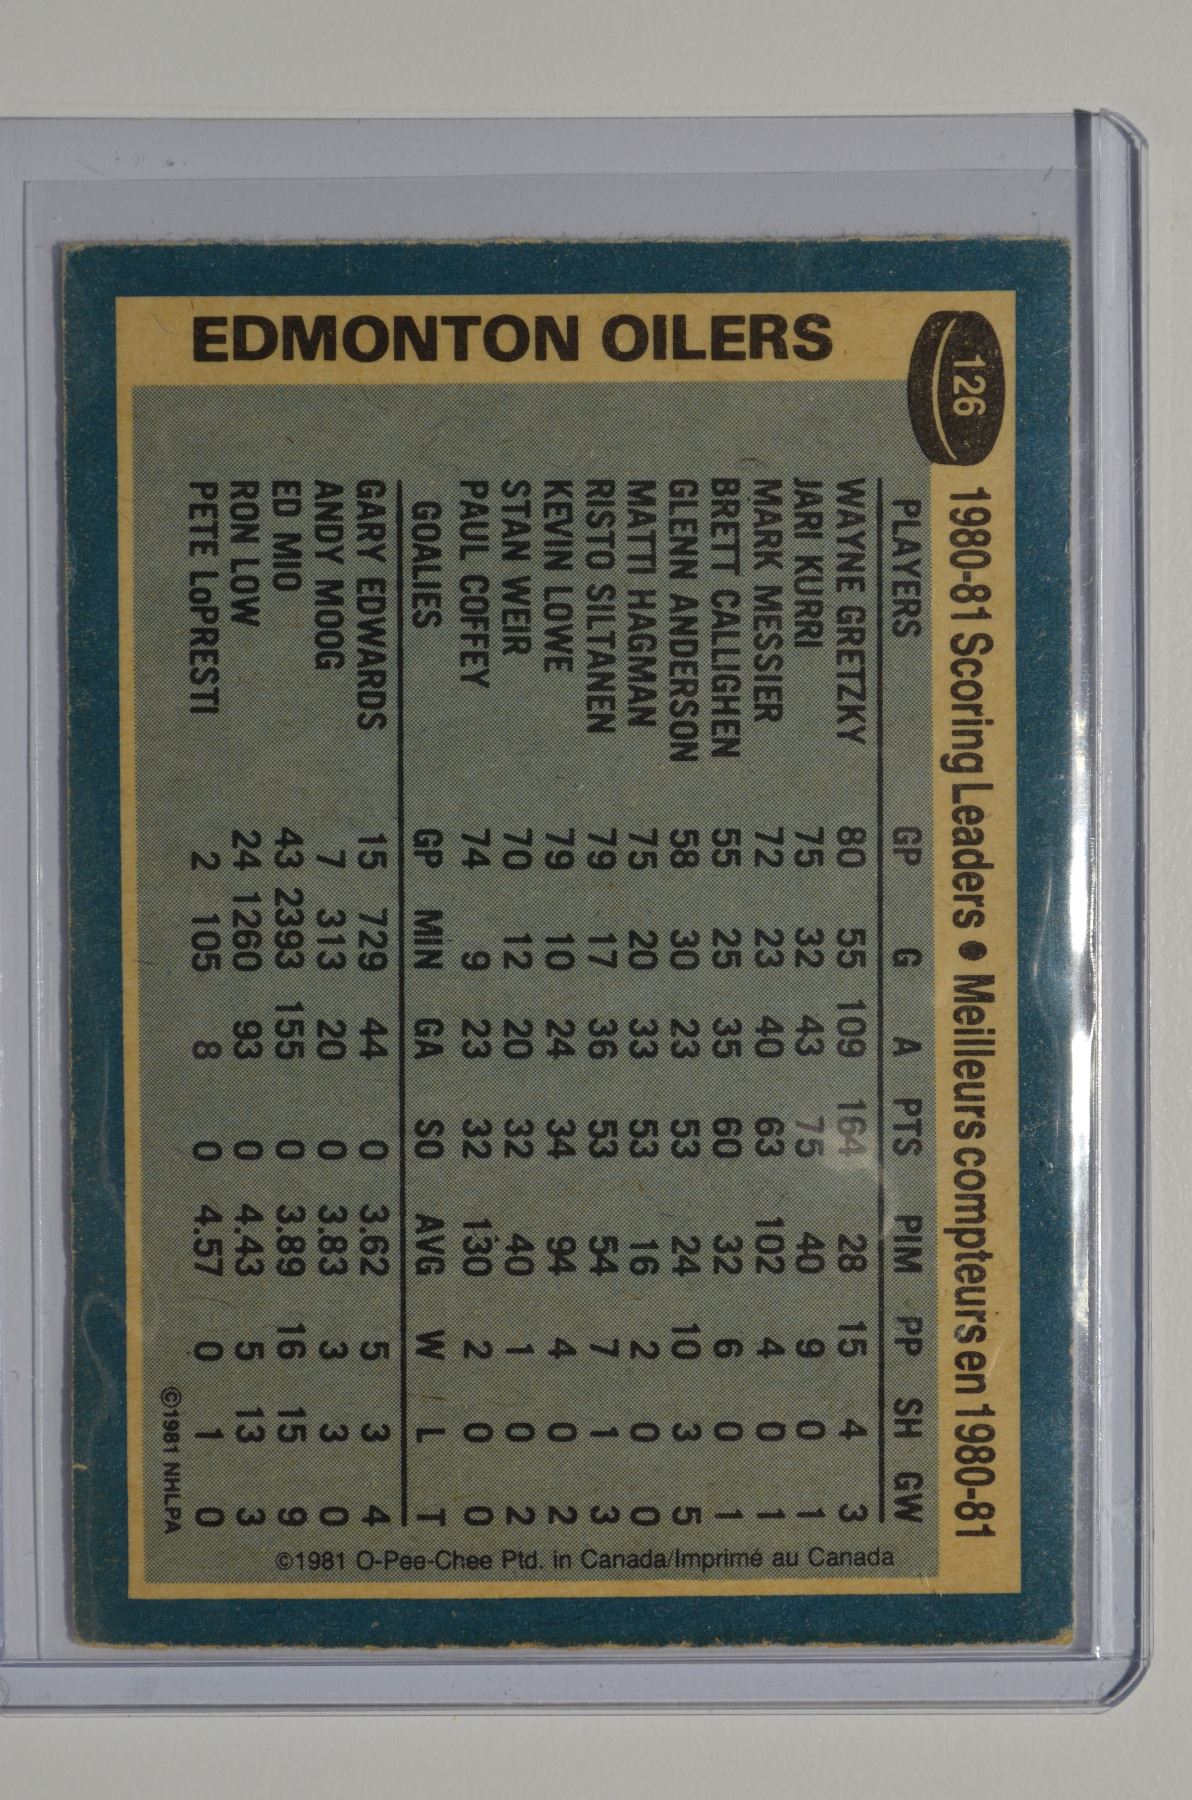 EDMONTON OILERS
126
1980-81 Scoring Leaders • Meilleurs compteurs en 1980-81
PLAYERS GP G A PTS PIM PP SH GW
WAYNE GRETZKY 80 55 109 164 28 15 4 3
JARI KURRI 75 32 43 75 40 9 0 1
MARK MESSIER 72 23 40 63 102 4 0 1
BRETT CALLIGHEN 55 25 35 60 32 6 0 1
GLENN ANDERSON 58 30 23 53 24 10 3 5
MATTI HAGMAN 75 20 33 53 16 2 0 0
RISTO SILTANEN 79 17 36 53 54 7 1 3
KEVIN LOWE 79 10 24 34 94 4 0 2
STAN WEIR 70 12 20 32 40 1 0 2
PAUL COFFEY 74 9 23 32 130 2 0 0
GOALIES GP MIN GA SO AVG W L T
GARY EDWARDS 15 729 44 0 3.62 5 3 4
ANDY MOOG 7 313 20 0 3.83 3 3 0
ED MIO 43 2393 155 0 3.89 16 15 9
RON LOW 24 1260 93 0 4.43 5 13 3
PETE LoPRESTI 2 105 8 0 4.57 0 1 0
©1981 NHLPA
©1981 O-Pee-Chee Ptd. in Canada/Imprimé au Canada